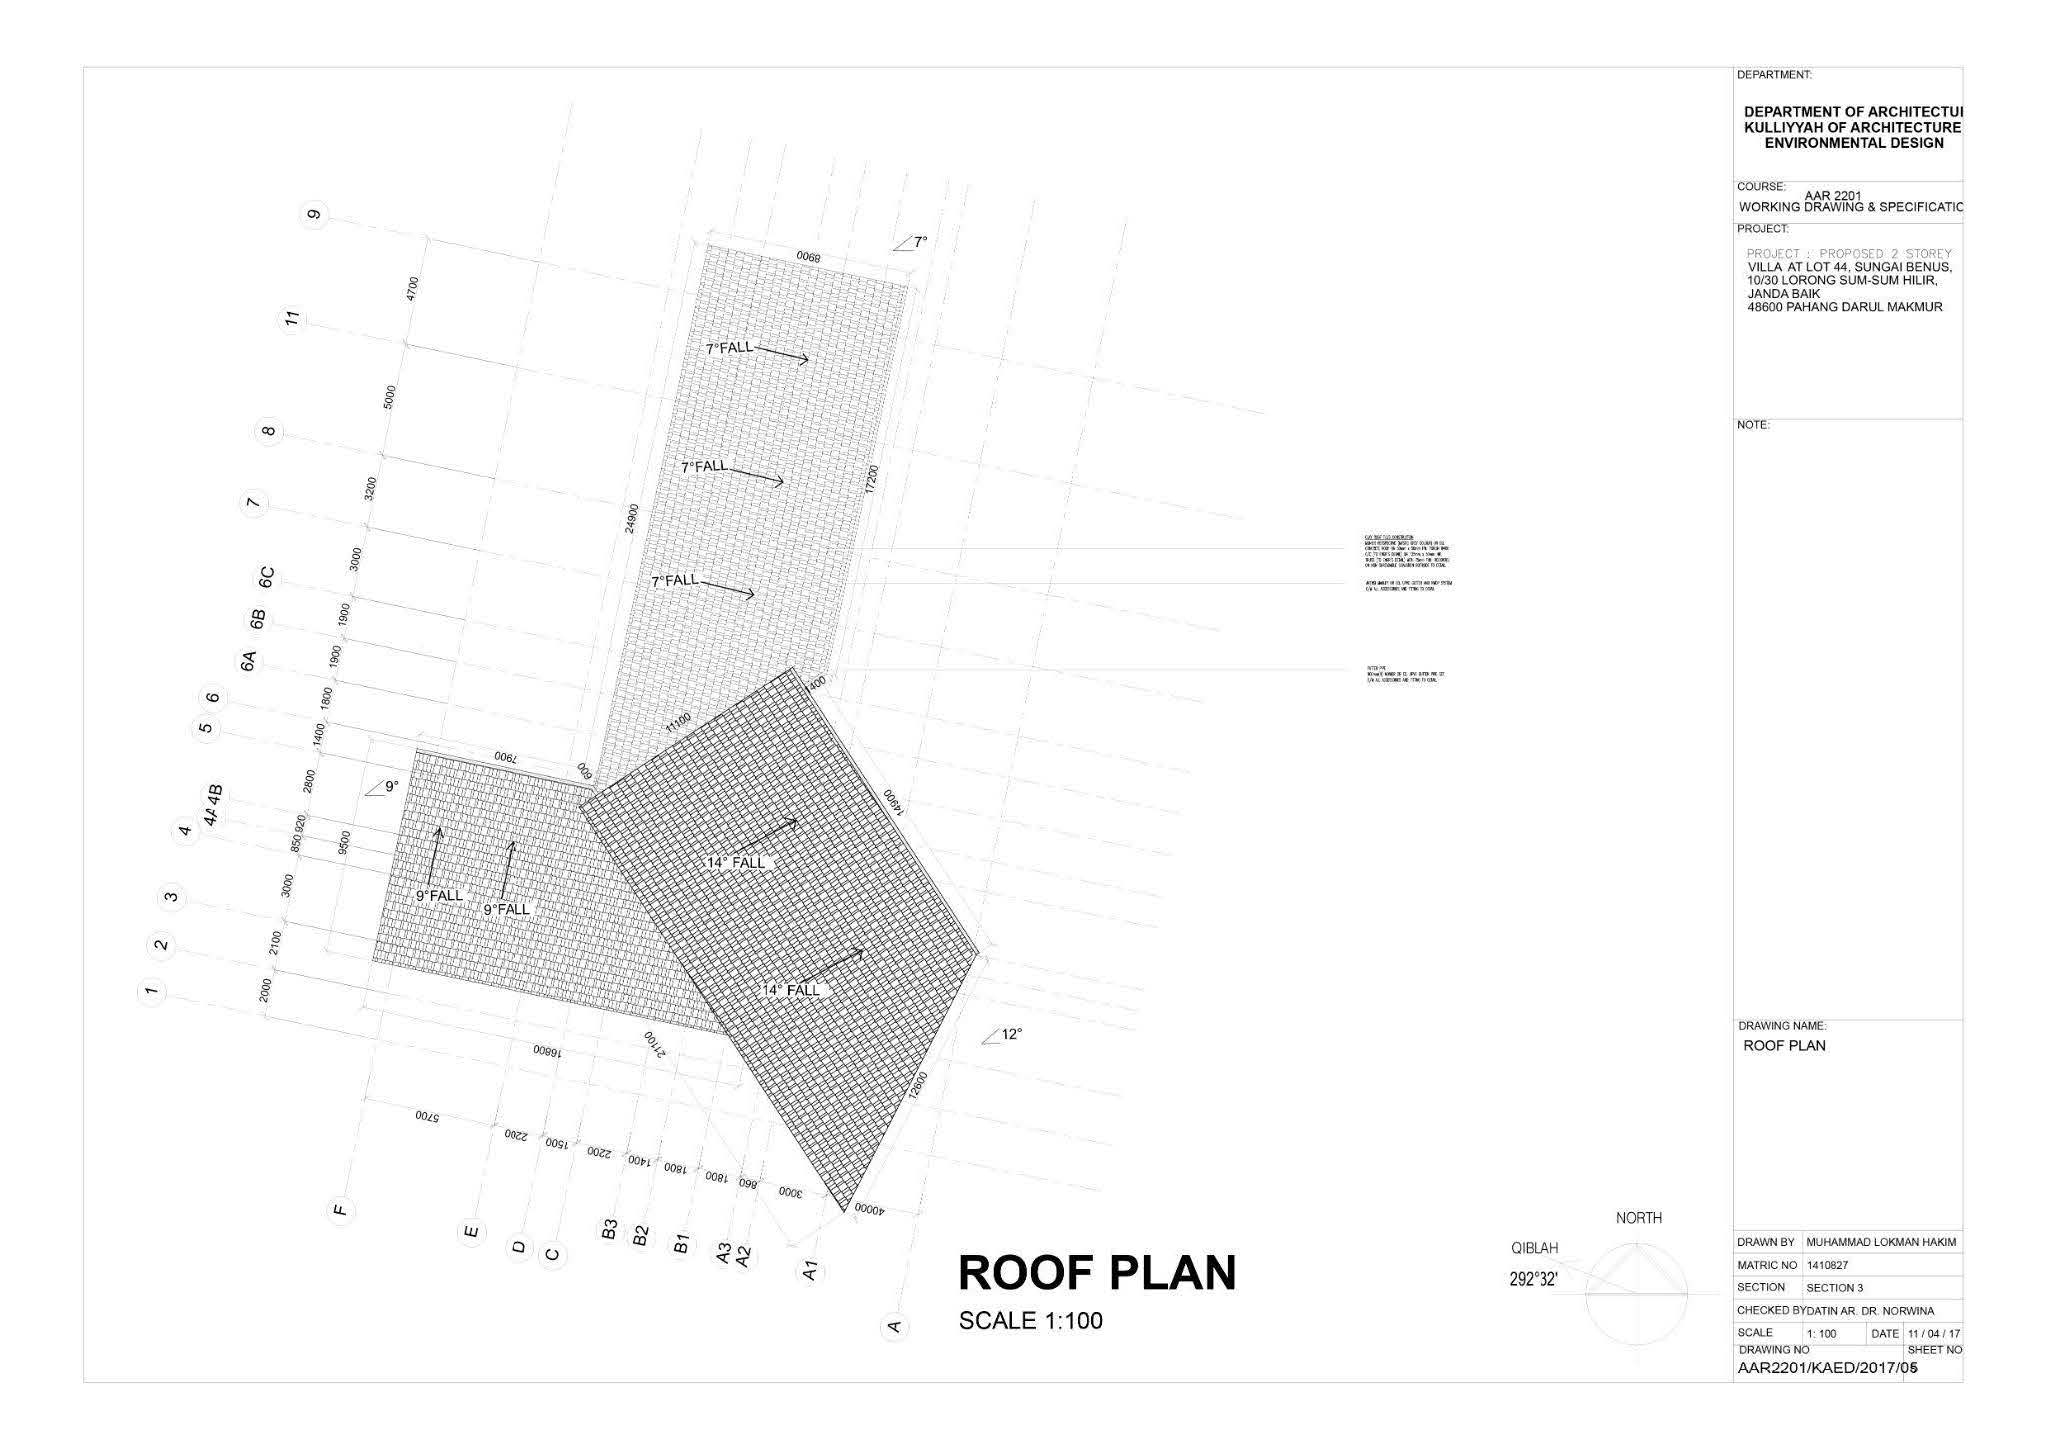 DEPARTMENT:
DEPARTMENT OF ARCHITECTU
KULLIYYAH OF ARCHITECTURE
ENVIRONMENTAL DESIGN
COURSE:
AAR 2201
WORKING DRAWING & SPECIFICATIO
PROJECT:
PROJECT : PROPOSED 2 STOREY
VILLA AT LOT 44, SUNGAI BENUS,
10/30 LORONG SUM-SUM HILIR,
JANDA BAIK
48600 PAHANG DARUL MAKMUR
NOTE:
DRAWING NAME:
ROOF PLAN
DRAWN BY MUHAMMAD LOKMAN HAKIM
MATRIC NO 1410827
SECTION SECTION 3
CHECKED BY DATIN AR. DR. NORWINA
SCALE 1: 100 DATE 11 / 04 / 17
DRAWING NO SHEET NO
AAR2201/KAED/2017/05
9
11
8
7
6C
6B
6A
6
5
4B
4A
4
3
2
1
4700
5000
3200
3000
1900
1900
1800
1400
2800
920
850
3000
2100
2000
8900
7°
7°FALL
7°FALL
7°FALL
24900
17200
1400
11100
600
7900
9°
9500
9°FALL
9°FALL
14900
14° FALL
14° FALL
12°
12600
21100
16800
5700
2200
1500
2200
1400
1800
1800
860
3000
40000
F
E
D
C
B3
B2
B1
A3
A2
A1
A
ROOF PLAN
SCALE 1:100
NORTH
QIBLAH
292°32'